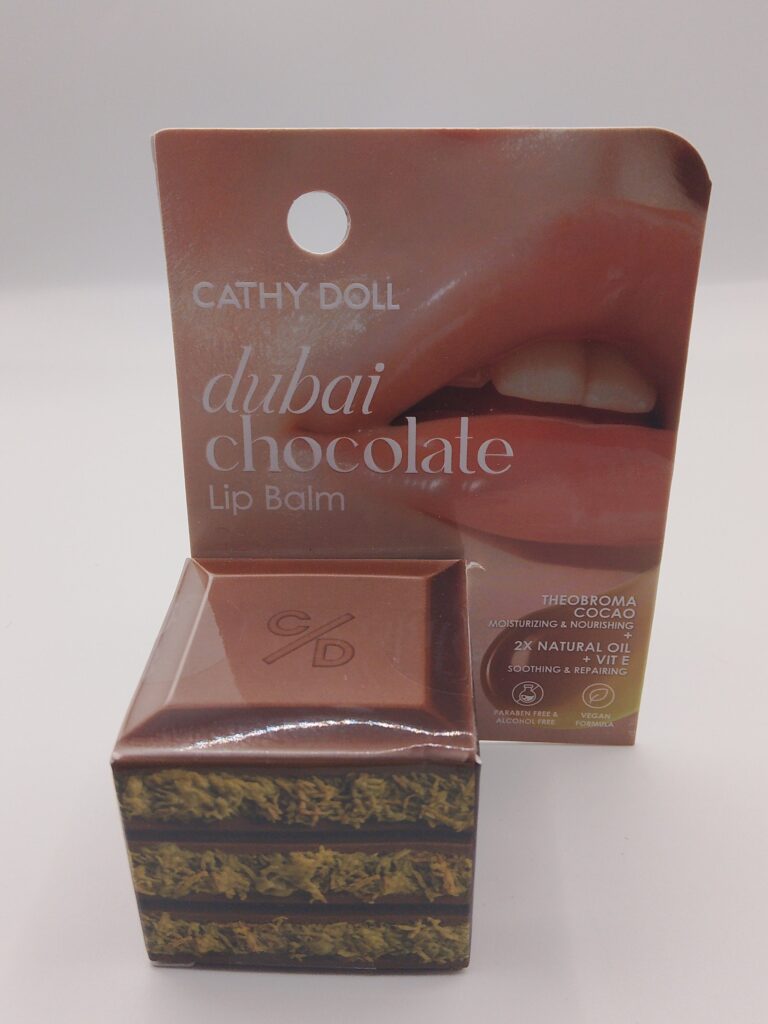 CATHY DOLL
dubai
chocolate
Lip Balm
C/D
THEOBROMA
COCAO
MOISTURIZING & NOURISHING
+
2X NATURAL OIL
+ VIT E
SOOTHING & REPAIRING
PARABEN FREE &
ALCOHOL FREE
VEGAN
FORMULA